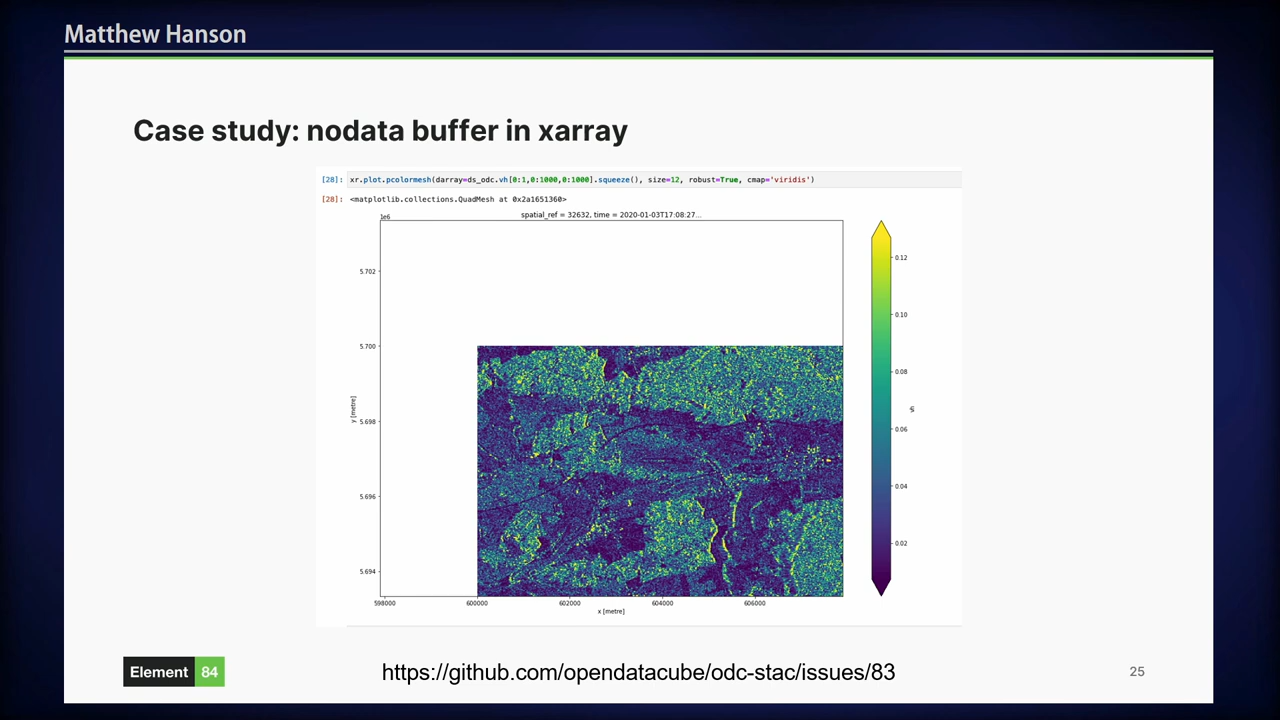 Matthew Hanson
Case study: nodata buffer in xarray
[28]: xr.plot.pcolormesh(darray=ds_odc.vh[0:1,0:1000,0:1000].squeeze(), size=12, robust=True, cmap='viridis')
[28]: <matplotlib.collections.QuadMesh at 0x2a1651360>
1e6
spatial_ref = 32632, time = 2020-01-03T17:08:27...
5.702
5.700
5.698
5.696
5.694
y [metre]
598000
600000
602000
604000
606000
x [metre]
0.12
0.10
0.08
0.06
0.04
0.02
vh
Element 84
https://github.com/opendatacube/odc-stac/issues/83
25